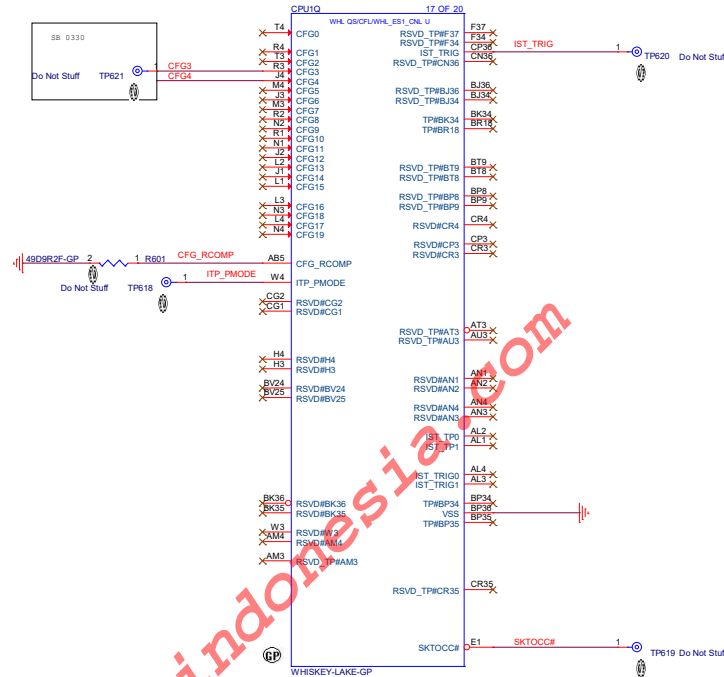 CPU1Q 17 OF 20
WHL QS/CFL/WHL_ES1_CNL U
SB 0330
Do Not Stuff TP621 1 CFG3
CFG4
T4 CFG0
R4 CFG1
T3 CFG2
R3 CFG3
J4 CFG4
M4 CFG5
J3 CFG6
M3 CFG7
R2 CFG8
N2 CFG9
R1 CFG10
N1 CFG11
J2 CFG12
L2 CFG13
J1 CFG14
L1 CFG15
L3 CFG16
N3 CFG18
L4 CFG17
N4 CFG19
49D9R2F-GP 2 1 R601 CFG_RCOMP AB5 CFG_RCOMP
Do Not Stuff TP618 1 ITP_PMODE W4 ITP_PMODE
CG2 RSVD#CG2
CG1 RSVD#CG1
H4 RSVD#H4
H3 RSVD#H3
BV24 RSVD#BV24
BV25 RSVD#BV25
BK36 RSVD#BK36
BK35 RSVD#BK35
W3 RSVD#W3
AM4 RSVD#AM4
AM3 RSVD_TP#AM3
RSVD_TP#F37 F37
RSVD_TP#F34 F34
IST_TRIG CP36 IST_TRIG 1 TP620 Do Not Stuff
RSVD_TP#CN36 CN36
RSVD_TP#BJ36 BJ36
RSVD_TP#BJ34 BJ34
TP#BK34 BK34
TP#BR18 BR18
RSVD_TP#BT9 BT9
RSVD_TP#BT8 BT8
RSVD_TP#BP8 BP8
RSVD_TP#BP9 BP9
RSVD#CR4 CR4
RSVD#CP3 CP3
RSVD#CR3 CR3
RSVD_TP#AT3 AT3
RSVD_TP#AU3 AU3
RSVD#AN1 AN1
RSVD#AN2 AN2
RSVD#AN4 AN4
RSVD#AN3 AN3
IST_TP0 AL2
IST_TP1 AL1
IST_TRIG0 AL4
IST_TRIG1 AL3
TP#BP34 BP34
VSS BP36
TP#BP35 BP35
RSVD_TP#CR35 CR35
SKTOCC# E1 SKTOCC# 1 TP619 Do Not Stuff
GP
WHISKEY-LAKE-GP
indonesia.com